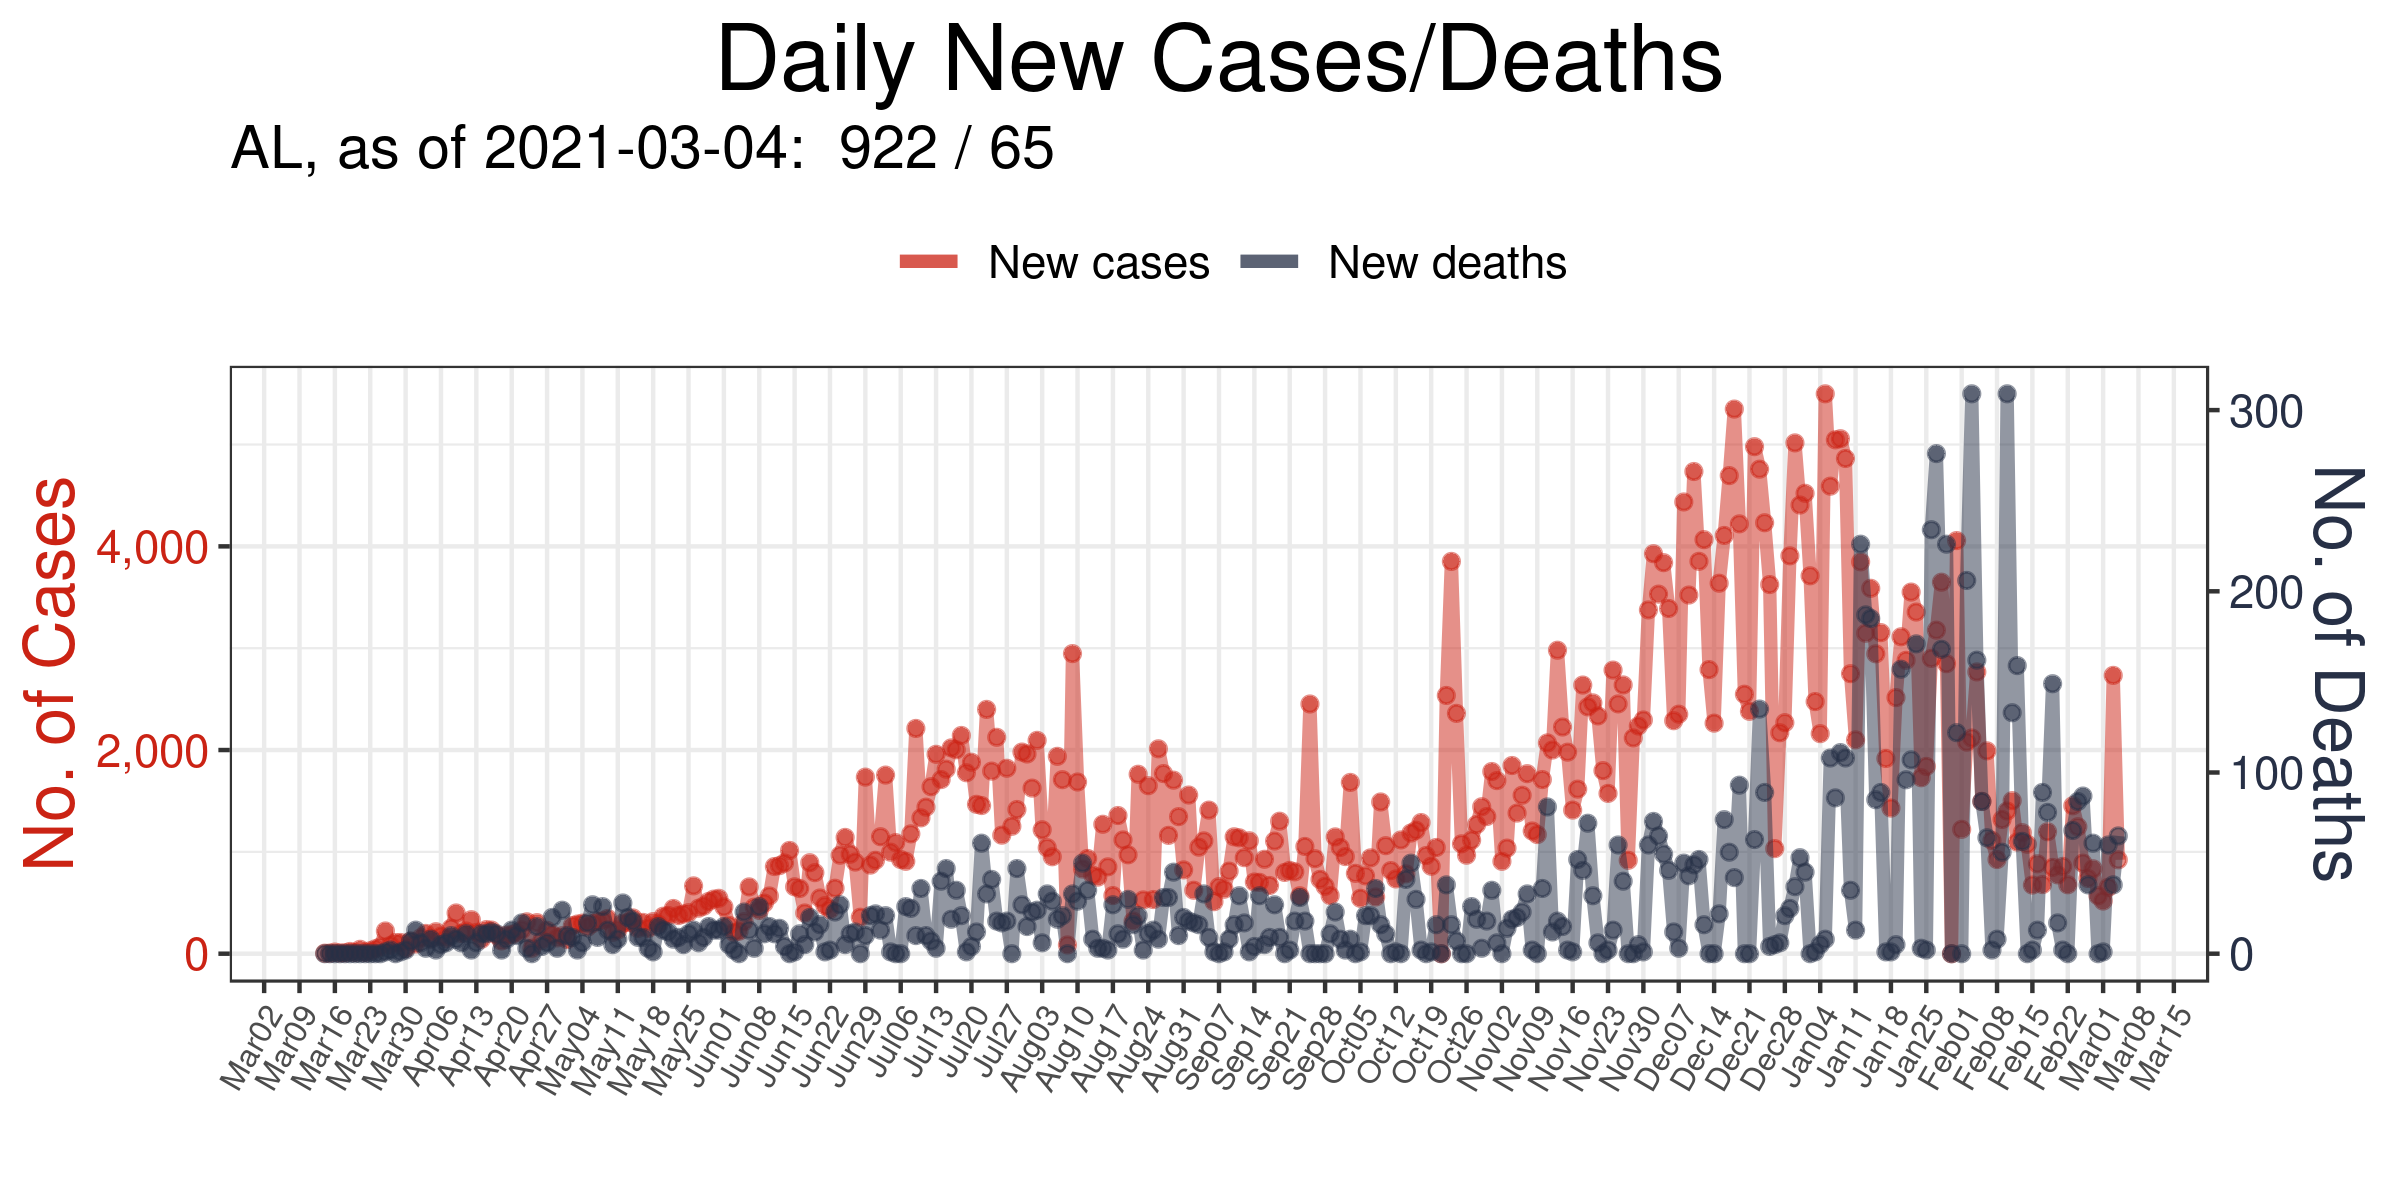 Daily New Cases/Deaths
AL, as of 2021-03-04:  922 / 65
New cases New deaths
No. of Cases
4,000
2,000
0
300
200
100
0
No. of Deaths
Mar02 Mar09 Mar16 Mar23 Mar30 Apr06 Apr13 Apr20 Apr27 May04 May11 May18 May25 Jun01 Jun08 Jun15 Jun22 Jun29 Jul06 Jul13 Jul20 Jul27 Aug03 Aug10 Aug17 Aug24 Aug31 Sep07 Sep14 Sep21 Sep28 Oct05 Oct12 Oct19 Oct26 Nov02 Nov09 Nov16 Nov23 Nov30 Dec07 Dec14 Dec21 Dec28 Dec04 Jan11 Jan18 Jan25 Feb01 Feb08 Feb15 Feb22 Mar01 Mar08 Mar15